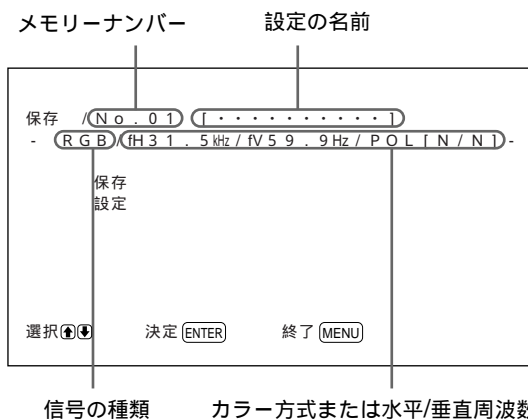 メモリーナンバー 設定の名前
保存 /No.01 [・・・・・・・・・・]
- RGB/fH31.5kHz/fV59.9Hz/POL[N/N]-
保存
設定
選択 決定 ENTER 終了 MENU
信号の種類 カラー方式または水平/垂直周波数